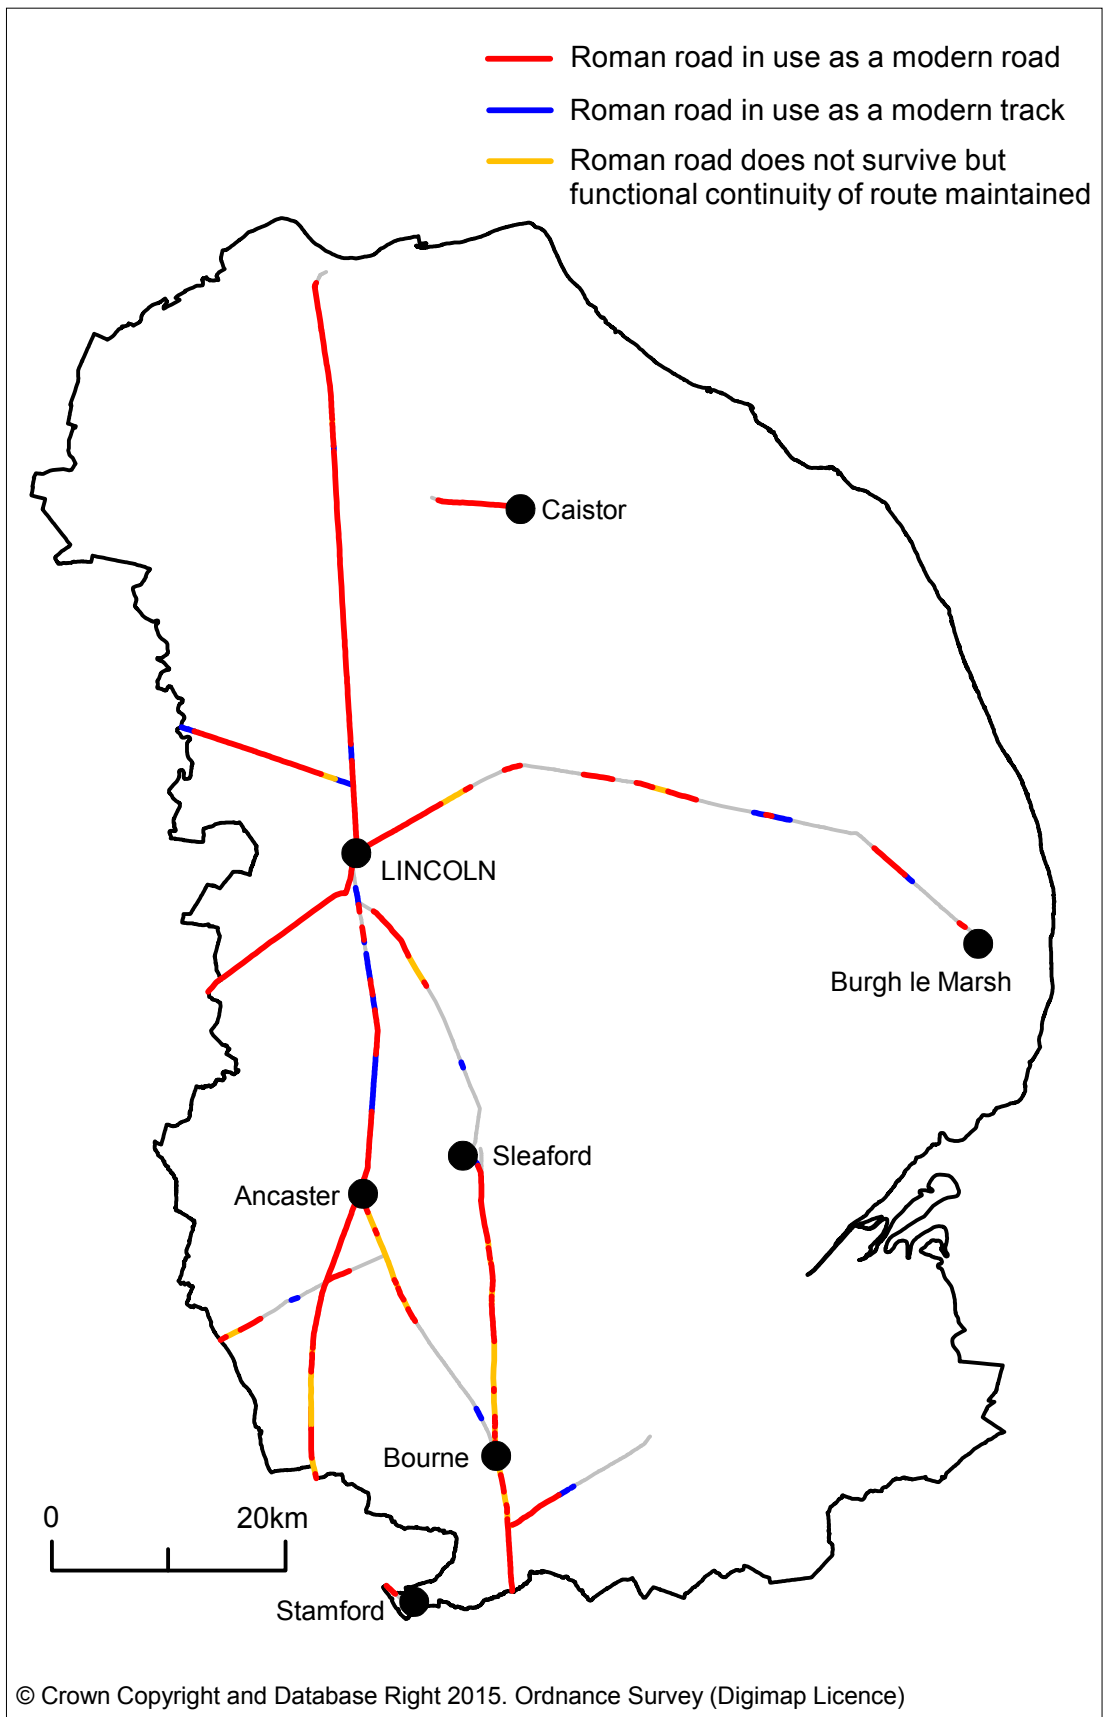 Roman road in use as a modern road
Roman road in use as a modern track
Roman road does not survive but
functional continuity of route maintained
Caistor
LINCOLN
Burgh le Marsh
Sleaford
Ancaster
Bourne
0
20km
Stamford
© Crown Copyright and Database Right 2015. Ordnance Survey (Digimap Licence)